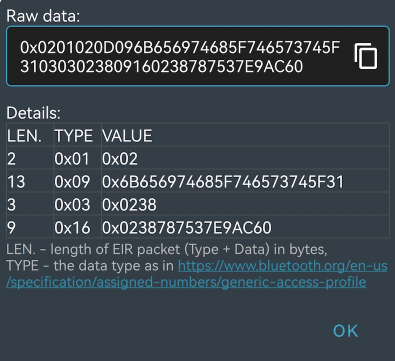 Raw data:
0x0201020D096B656974685F746573745F
3103030238091602387875 37E9AC60
Details:
LEN. TYPE VALUE
2 0x01 0x02
13 0x09 0x6B656974685F746573745F31
3 0x03 0x0238
9 0x16 0x0238787537E9AC60
LEN. - length of EIR packet (Type + Data) in bytes,
TYPE - the data type as in https://www.bluetooth.org/en-us
/specification/assigned-numbers/generic-access-profile
OK